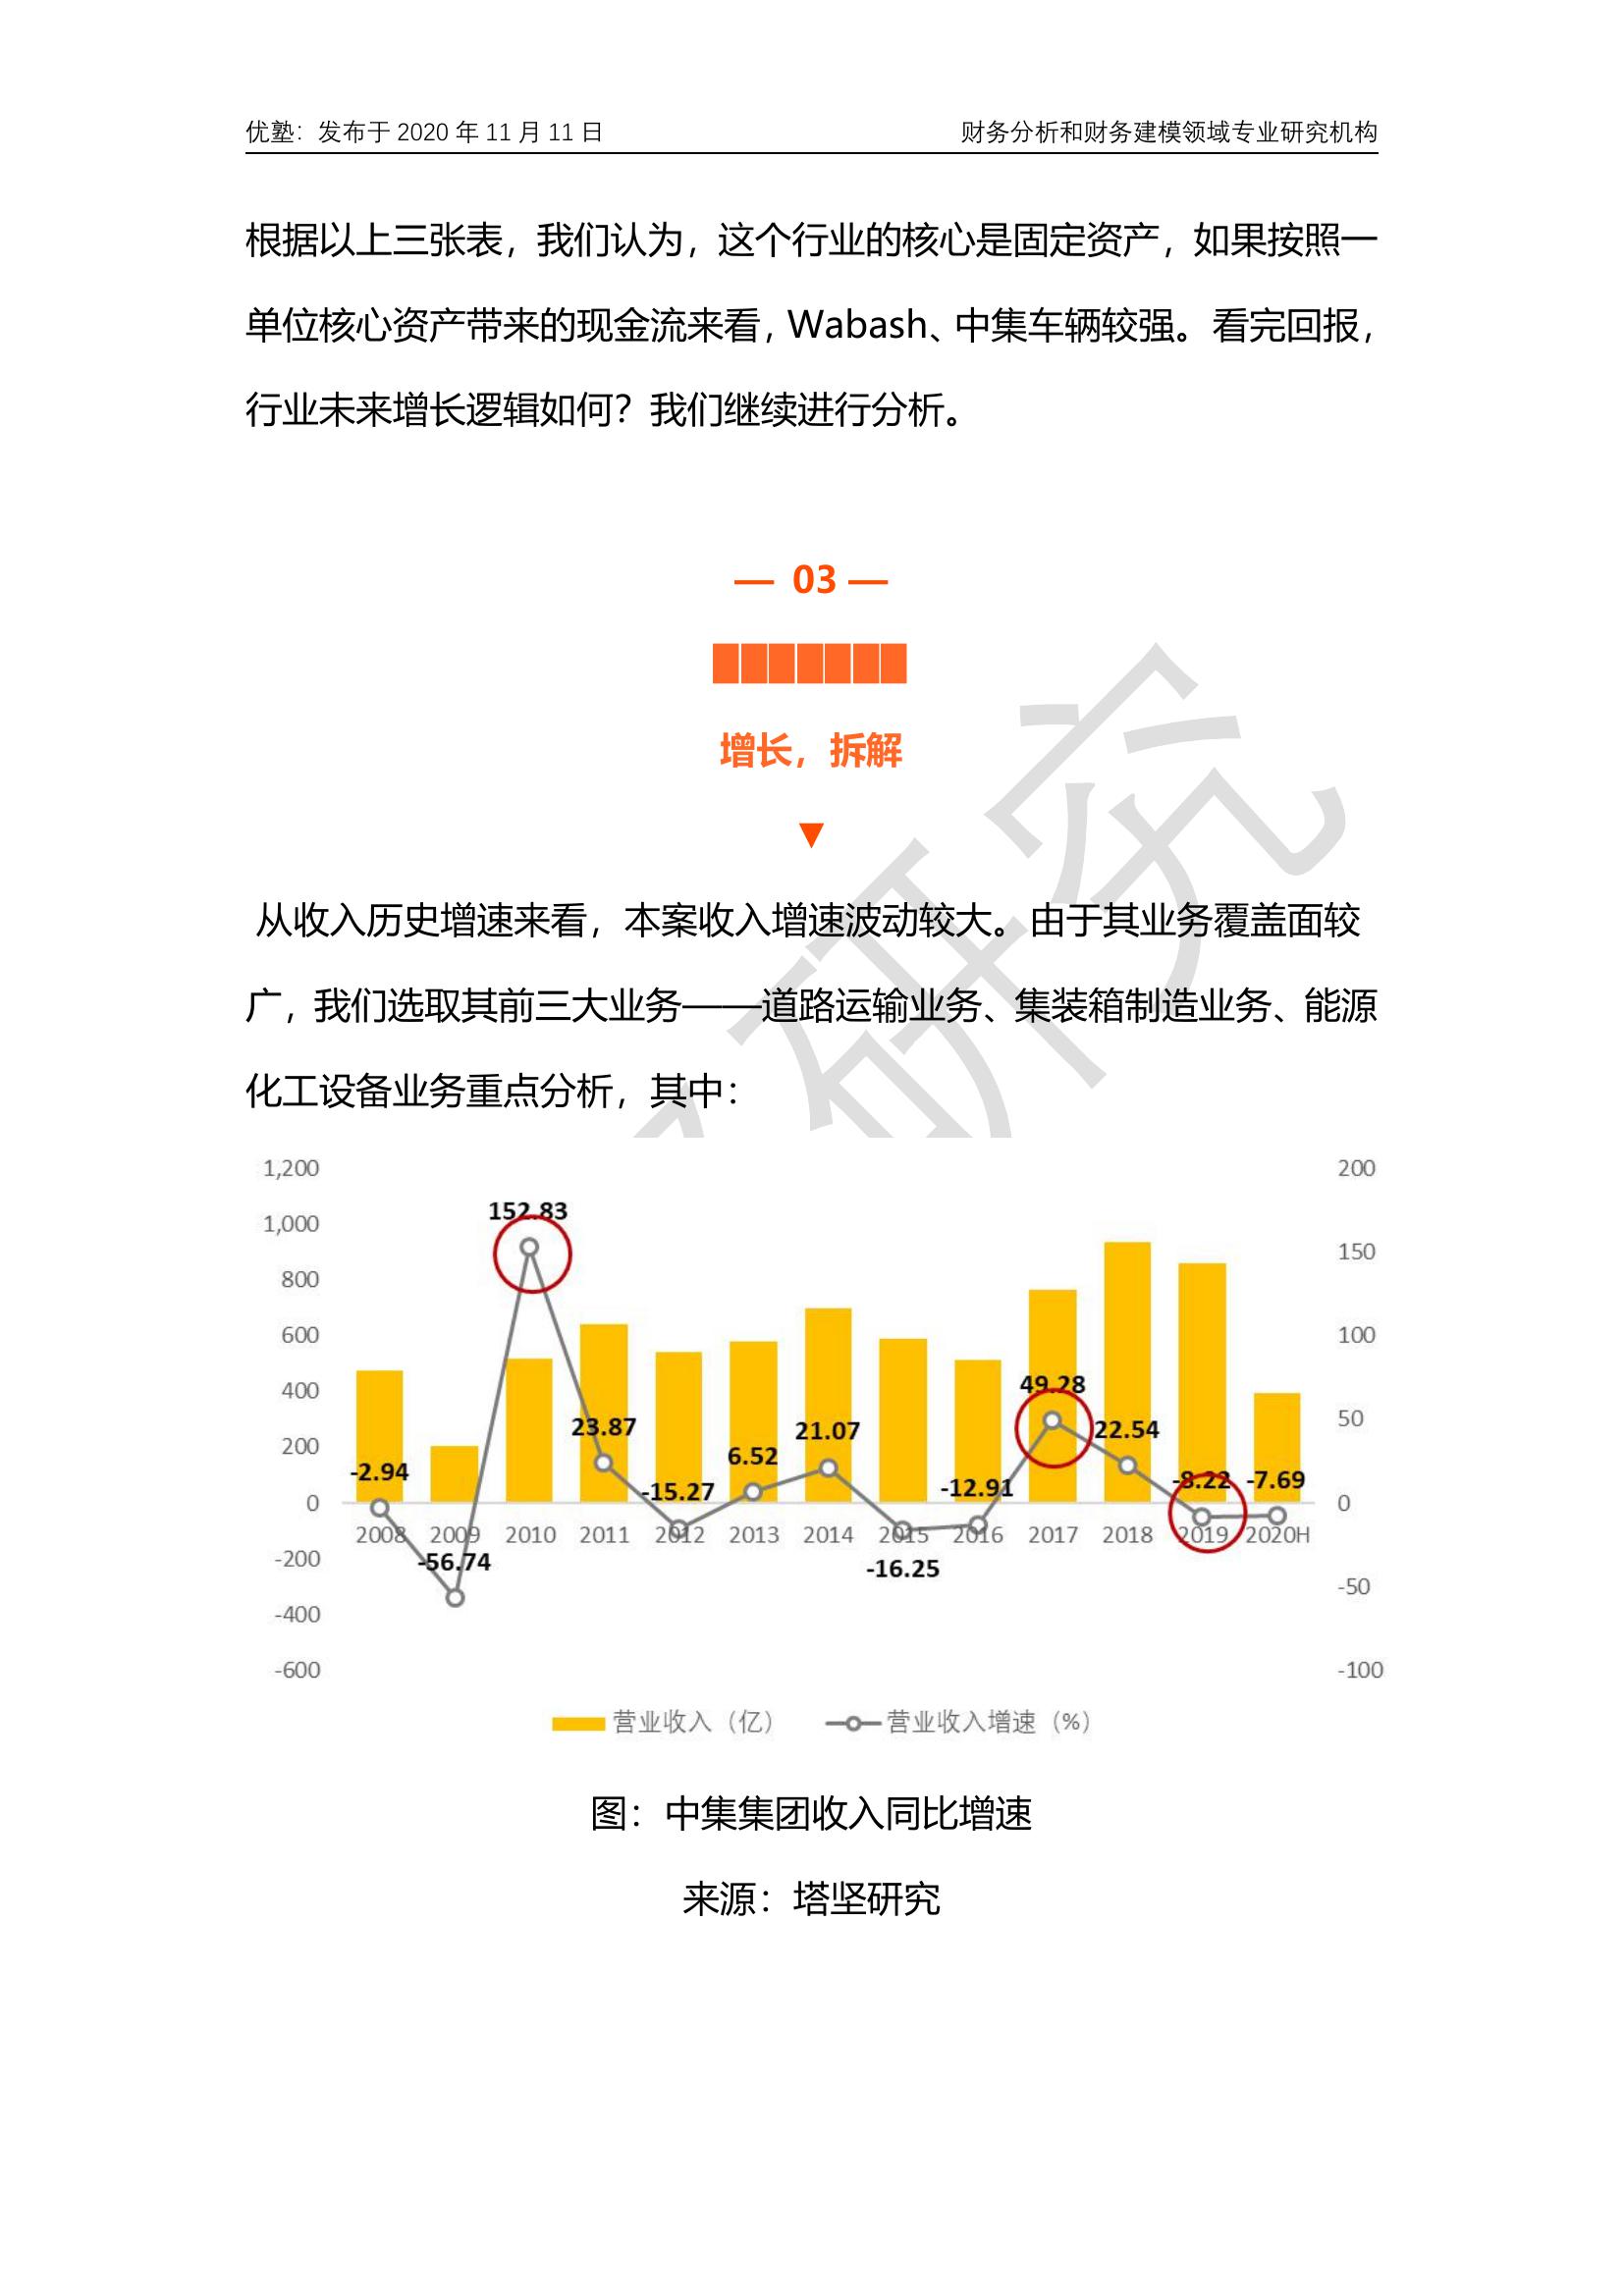 优塾：发布于 2020 年 11 月 11 日
财务分析和财务建模领域专业研究机构
根据以上三张表，我们认为，这个行业的核心是固定资产，如果按照一
单位核心资产带来的现金流来看，Wabash、中集车辆较强。看完回报，
行业未来增长逻辑如何？我们继续进行分析。
— 03 —
增长，拆解
▼
从收入历史增速来看，本案收入增速波动较大。由于其业务覆盖面较
广，我们选取其前三大业务——道路运输业务、集装箱制造业务、能源
化工设备业务重点分析，其中：
研究
1,200
1,000
800
600
400
200
0
-200
-400
-600
200
150
100
50
0
-50
-100
-2.94
-56.74
152.83
23.87
-15.27
6.52
21.07
-16.25
-12.91
49.28
22.54
-8.22
-7.69
2008 2009 2010 2011 2012 2013 2014 2015 2016 2017 2018 2019 2020H
营业收入（亿） 营业收入增速（%）
图：中集集团收入同比增速
来源：塔坚研究